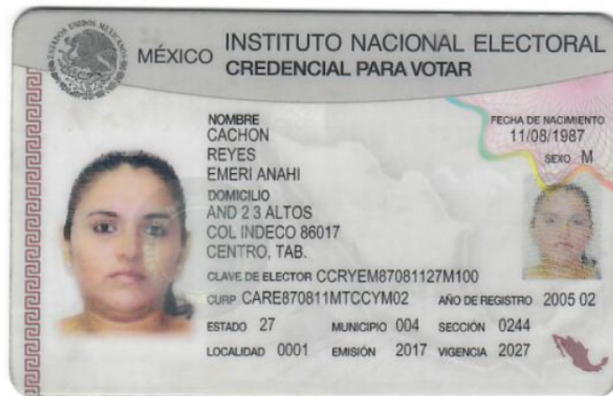 MÉXICO INSTITUTO NACIONAL ELECTORAL
CREDENCIAL PARA VOTAR
NOMBRE
CACHON
REYES
EMERI ANAHI
FECHA DE NACIMIENTO
11/08/1987
SEXO M
DOMICILIO
AND 2 3 ALTOS
COL INDECO 86017
CENTRO, TAB.
CLAVE DE ELECTOR CCRYEM87081127M100
CURP CARE870811MTCCYM02 AÑO DE REGISTRO 2005 02
ESTADO 27 MUNICIPIO 004 SECCIÓN 0244
LOCALIDAD 0001 EMISIÓN 2017 VIGENCIA 2027